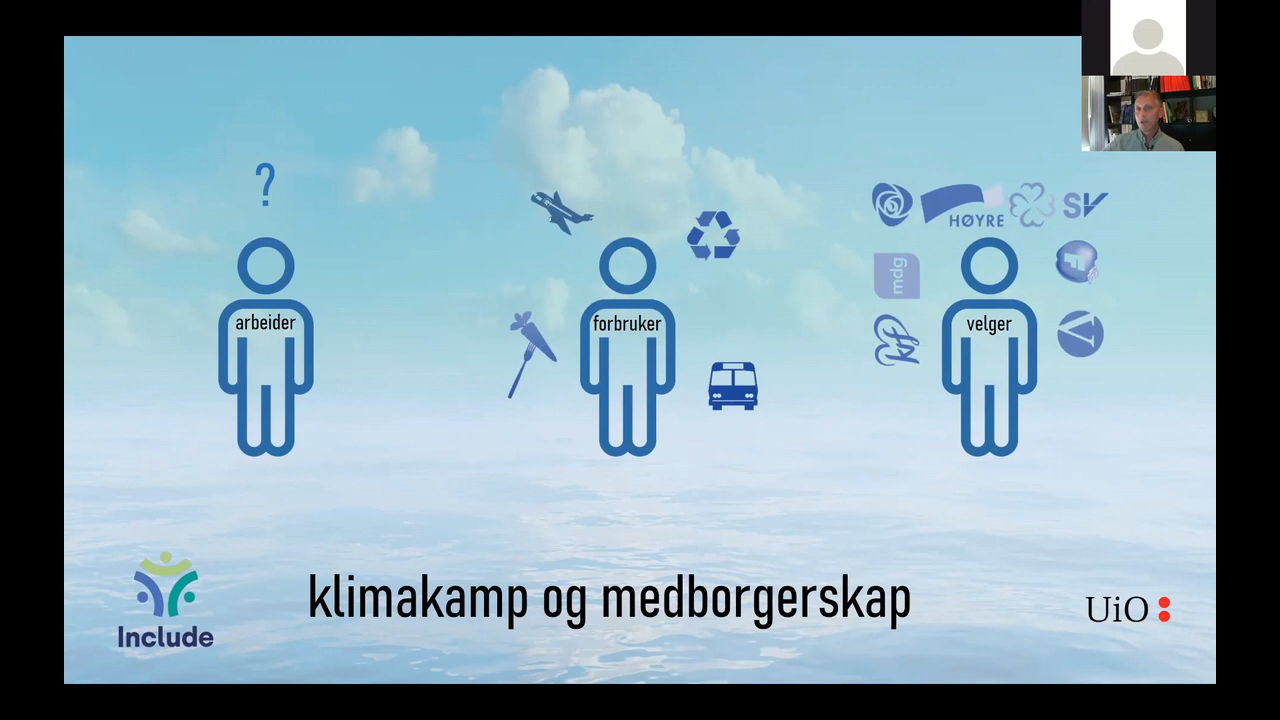 ?
HØYRE
SV
mdg
F
V
arbeider
forbruker
velger
klimakamp og medborgerskap
Include
UiO